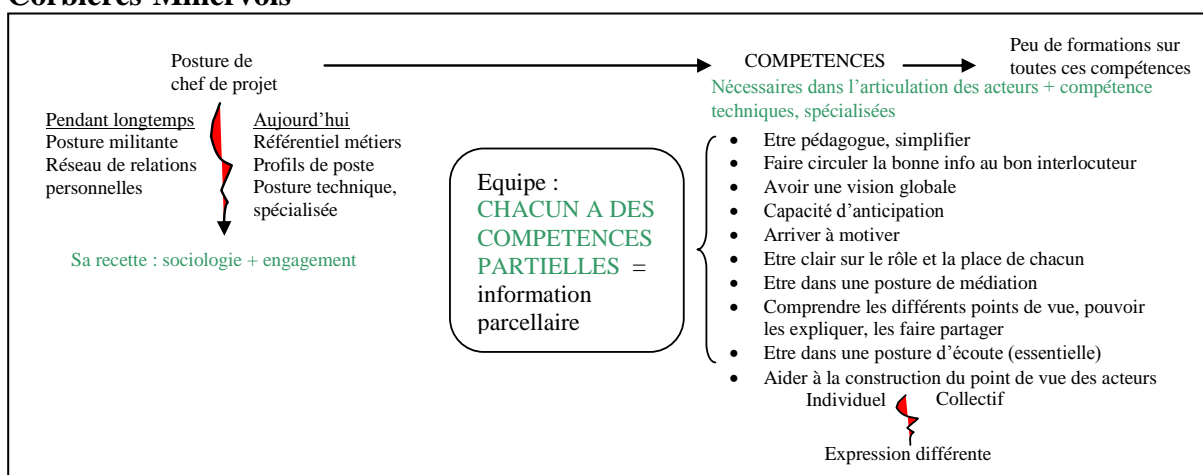 Corbières-Minervois
Posture de
chef de projet
Pendant longtemps
Posture militante
Réseau de relations
personnelles
Aujourd'hui
Référentiel métiers
Profils de poste
Posture technique,
spécialisée
Sa recette : sociologie + engagement
Equipe :
CHACUN A DES
COMPETENCES
PARTIELLES =
information
parcellaire
COMPETENCES
Nécessaires dans l'articulation des acteurs + compétence
techniques, spécialisées
• Etre pédagogue, simplifier
• Faire circuler la bonne info au bon interlocuteur
• Avoir une vision globale
• Capacité d'anticipation
• Arriver à motiver
• Etre clair sur le rôle et la place de chacun
• Etre dans une posture de médiation
• Comprendre les différents points de vue, pouvoir
les expliquer, les faire partager
• Etre dans une posture d'écoute (essentielle)
• Aider à la construction du point de vue des acteurs
Individuel Collectif
Expression différente
Peu de formations sur
toutes ces compétences